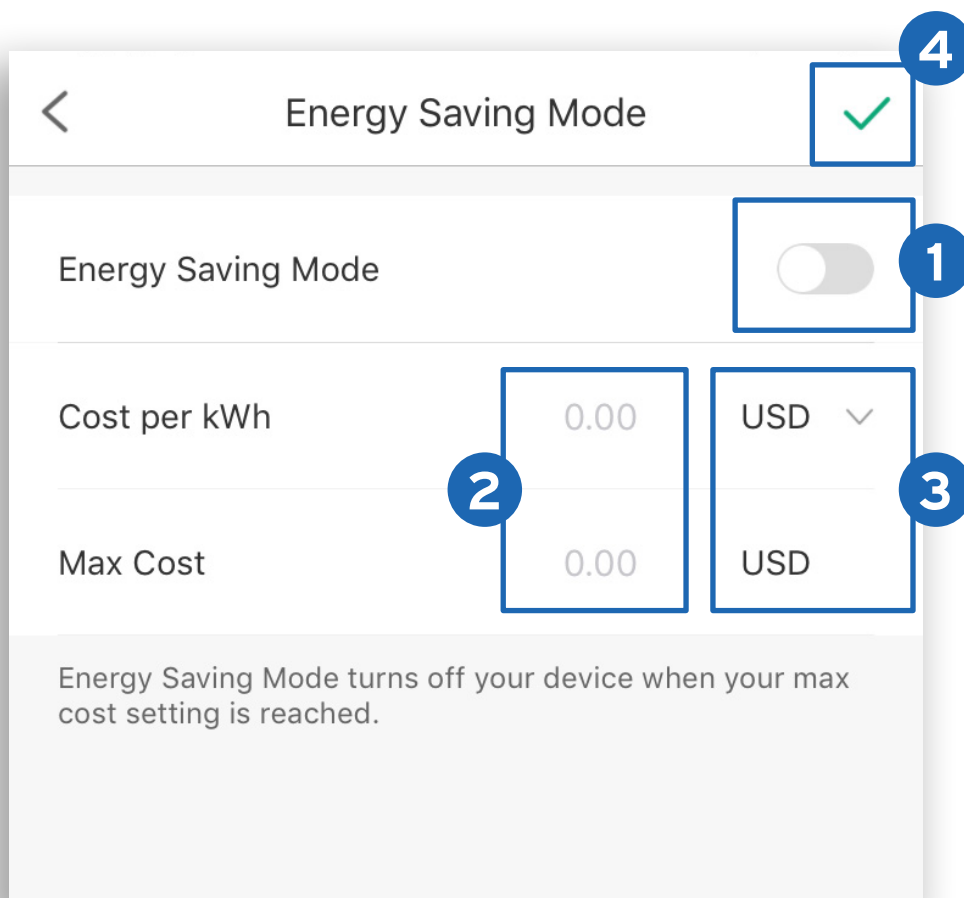 4
Energy Saving Mode
Energy Saving Mode
1
Cost per kWh 0.00 USD
2
3
Max Cost 0.00 USD
Energy Saving Mode turns off your device when your max
cost setting is reached.